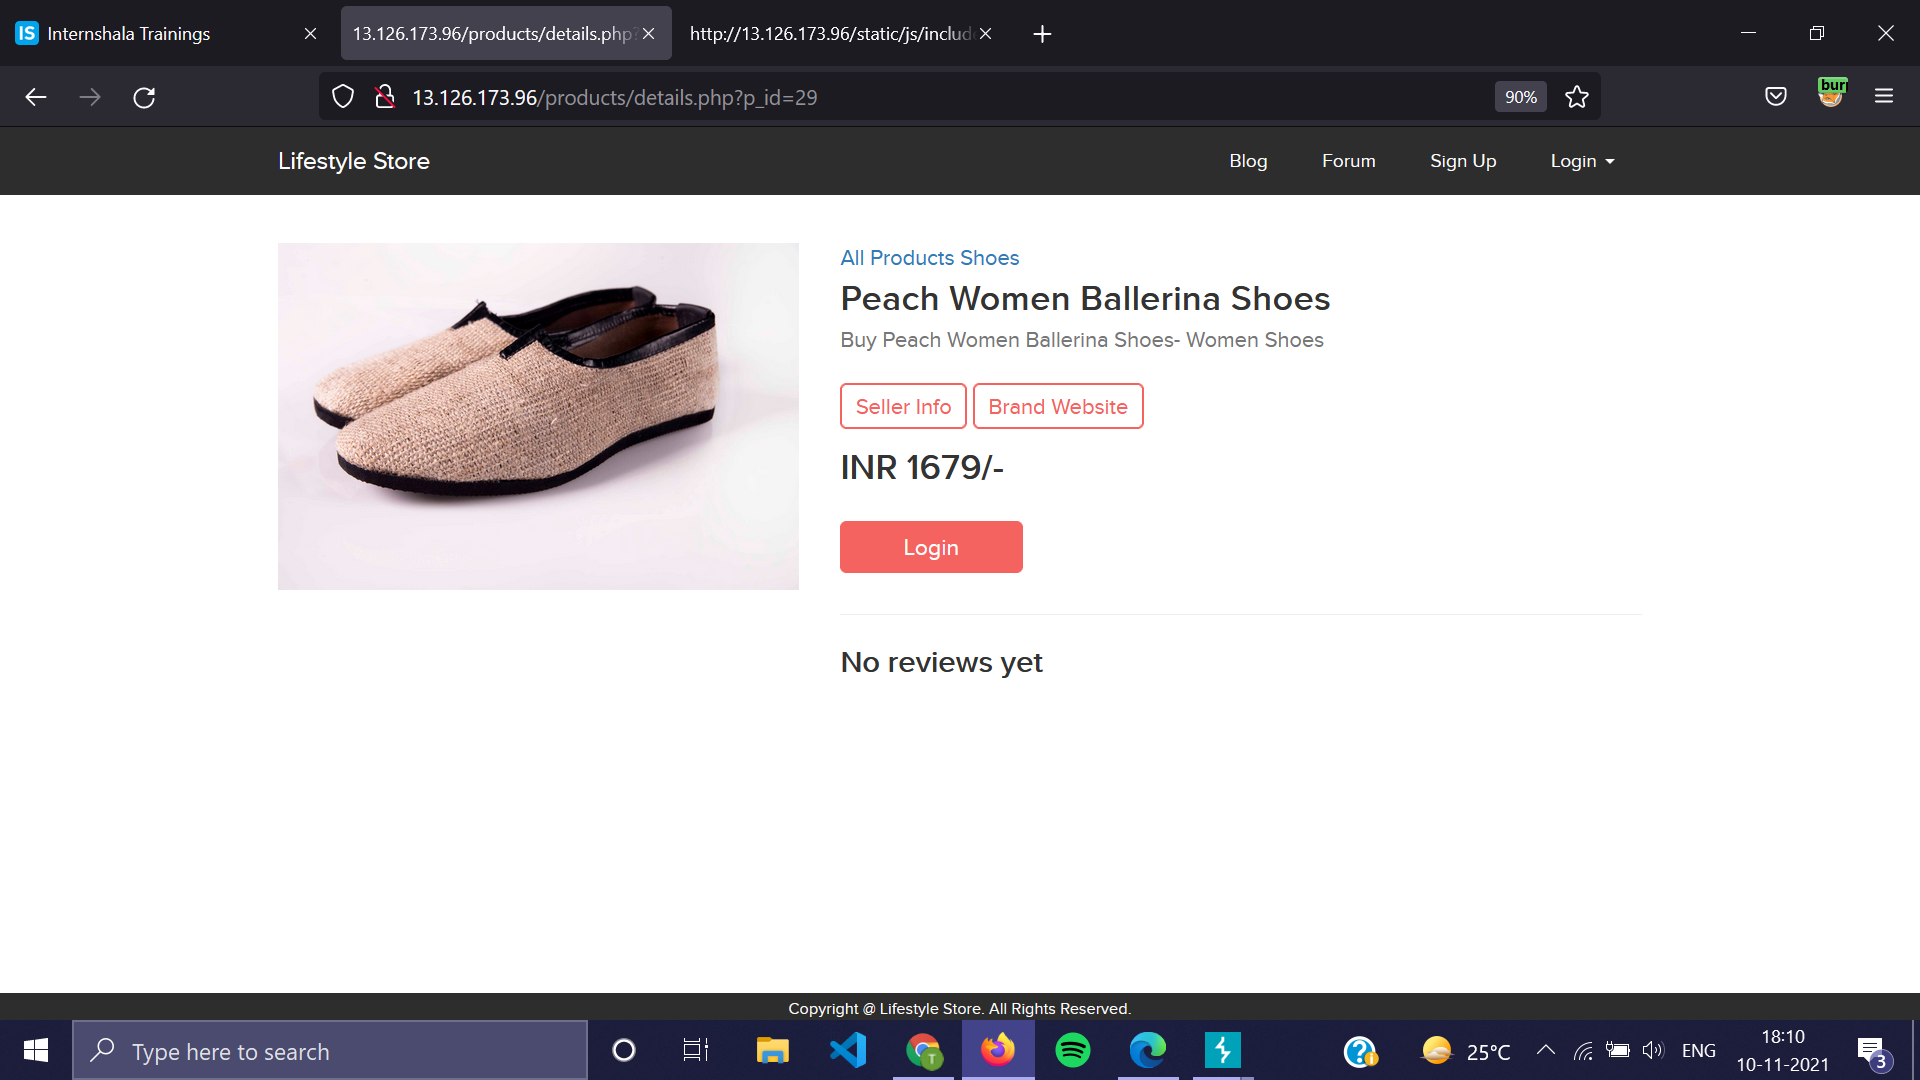 IS Internshala Trainings
13.126.173.96/products/details.php?
http://13.126.173.96/static/js/includ
13.126.173.96/products/details.php?p_id=29
90%
bur
Lifestyle Store
Blog
Forum
Sign Up
Login
All Products Shoes
Peach Women Ballerina Shoes
Buy Peach Women Ballerina Shoes- Women Shoes
Seller Info
Brand Website
INR 1679/-
Login
No reviews yet
Copyright @ Lifestyle Store. All Rights Reserved.
Type here to search
T
25°C
ENG
18:10
10-11-2021
3